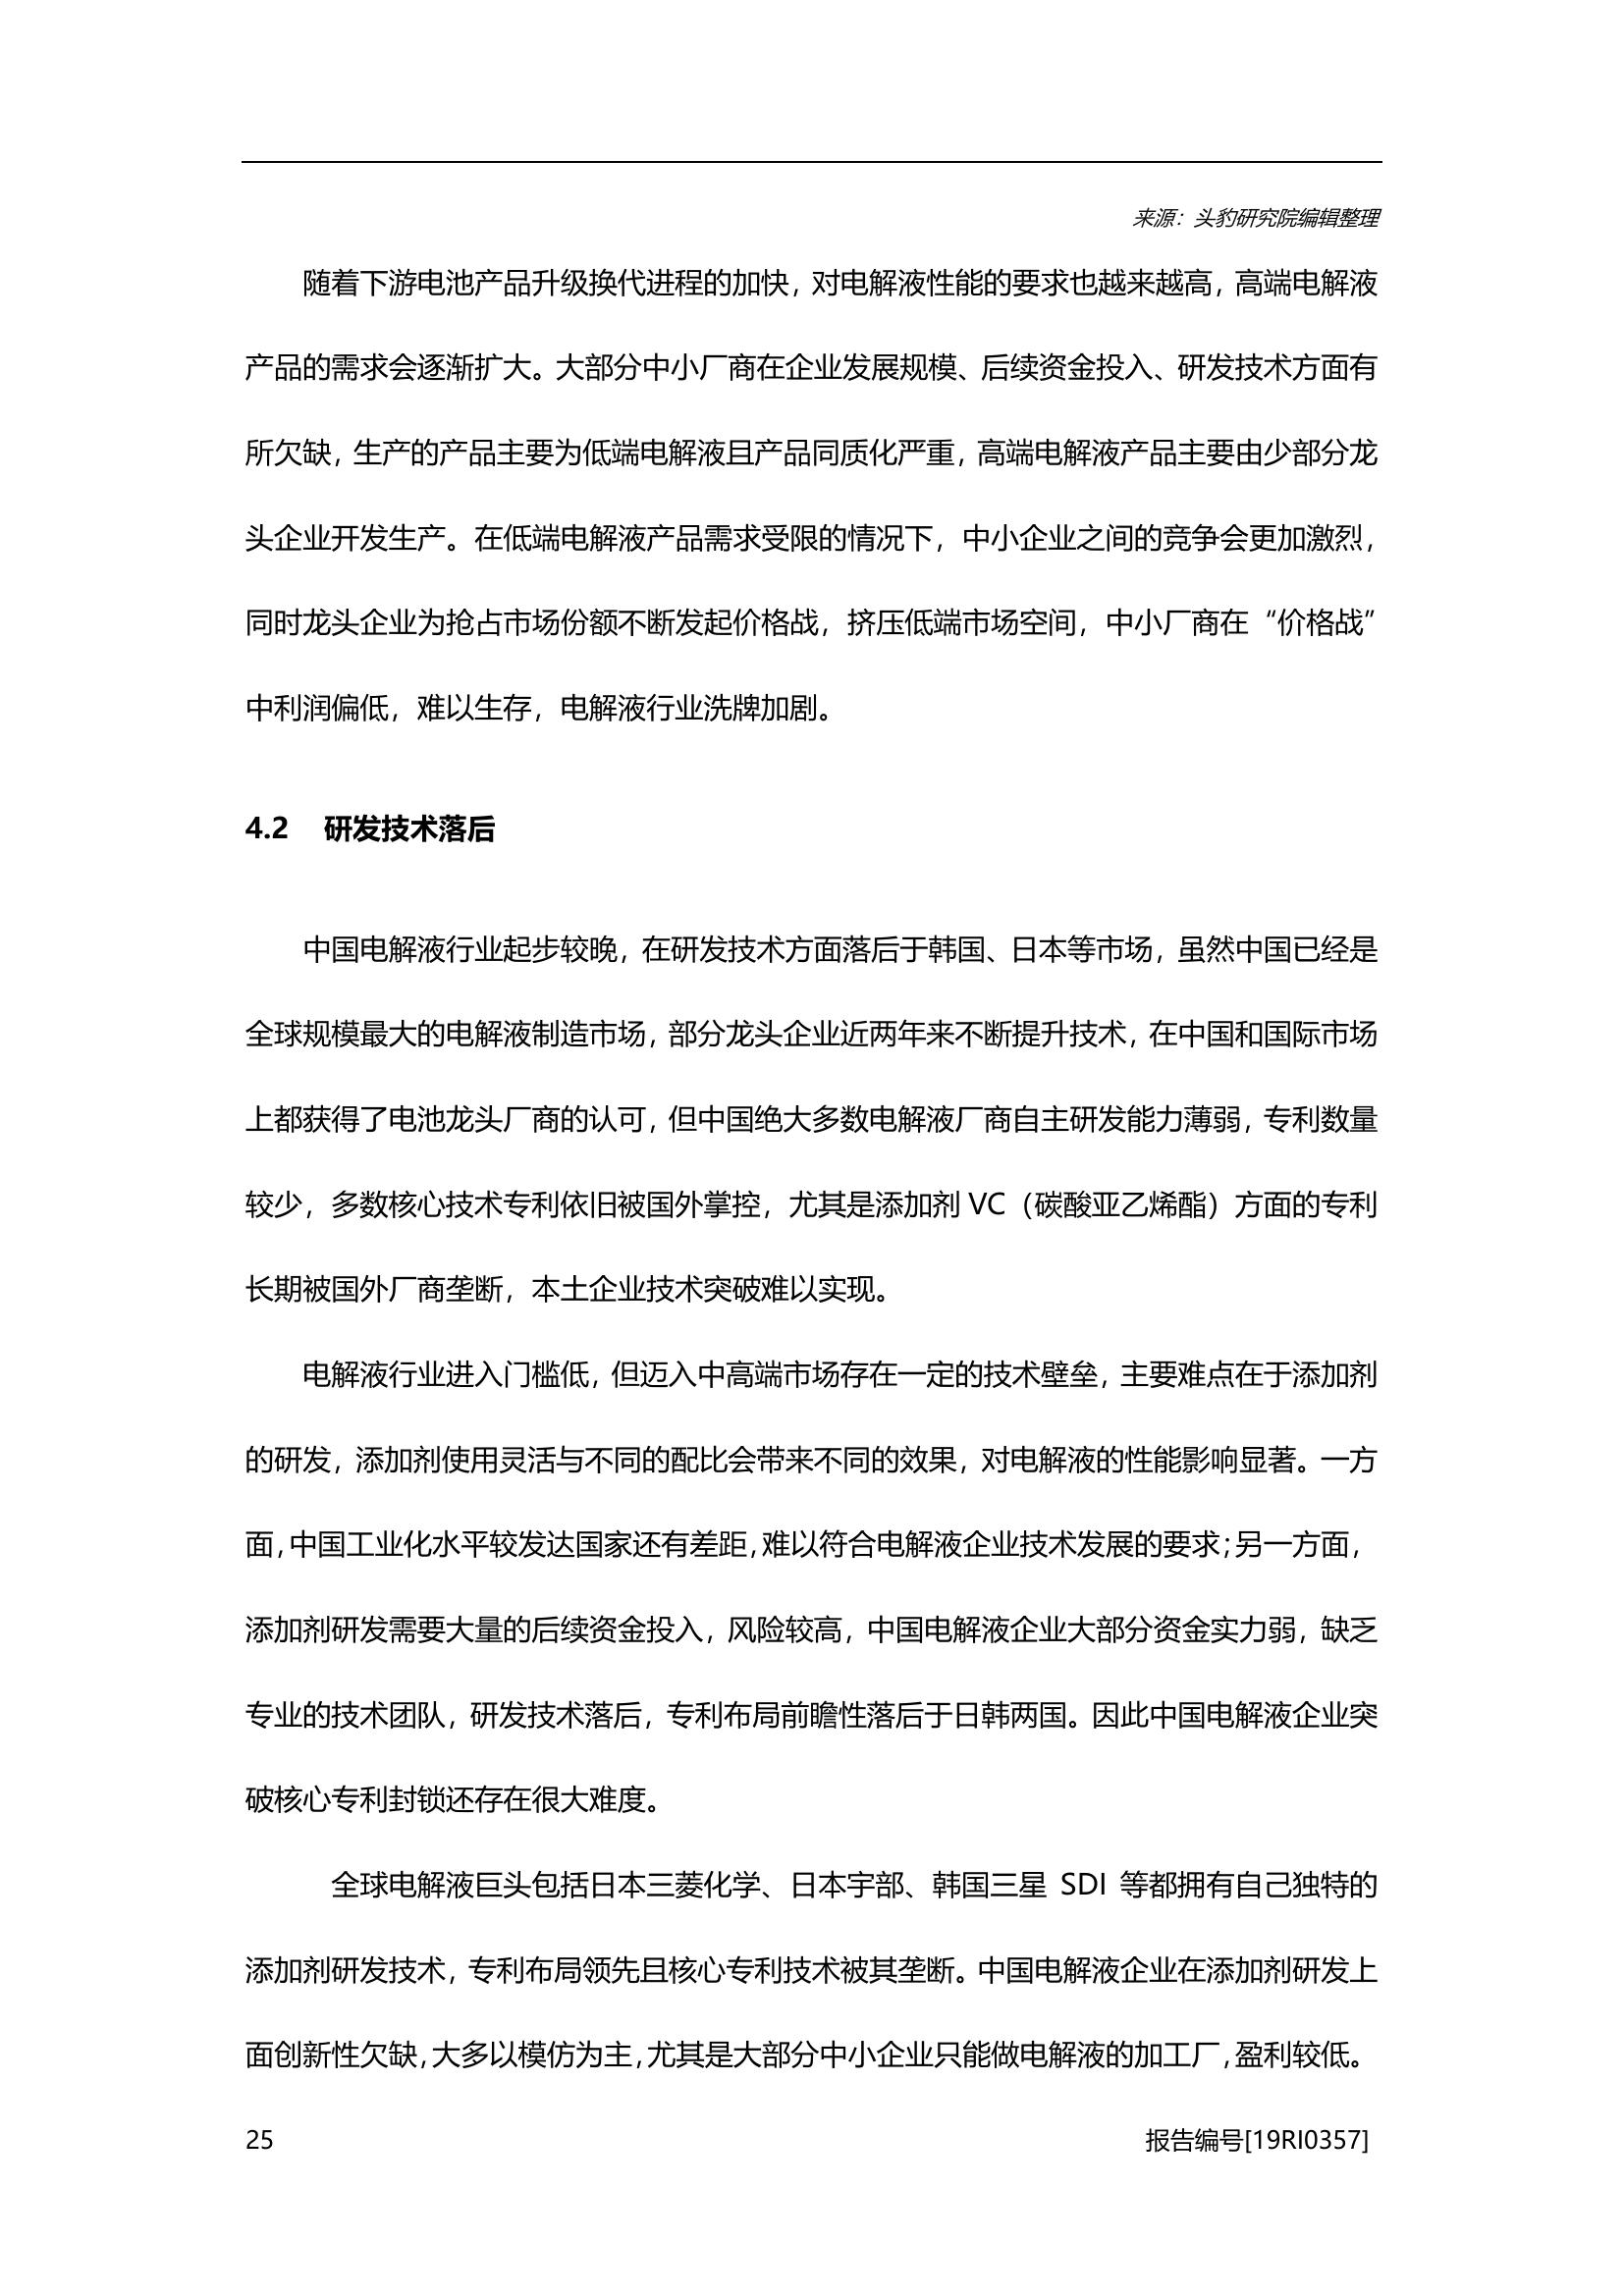 来源：头豹研究院编辑整理
随着下游电池产品升级换代进程的加快，对电解液性能的要求也越来越高，高端电解液
产品的需求会逐渐扩大。大部分中小厂商在企业发展规模、后续资金投入、研发技术方面有
所欠缺，生产的产品主要为低端电解液且产品同质化严重，高端电解液产品主要由少部分龙
头企业开发生产。在低端电解液产品需求受限的情况下，中小企业之间的竞争会更加激烈，
同时龙头企业为抢占市场份额不断发起价格战，挤压低端市场空间，中小厂商在“价格战”
中利润偏低，难以生存，电解液行业洗牌加剧。
4.2 研发技术落后
中国电解液行业起步较晚，在研发技术方面落后于韩国、日本等市场，虽然中国已经是
全球规模最大的电解液制造市场，部分龙头企业近两年来不断提升技术，在中国和国际市场
上都获得了电池龙头厂商的认可，但中国绝大多数电解液厂商自主研发能力薄弱，专利数量
较少，多数核心技术专利依旧被国外掌控，尤其是添加剂 VC（碳酸亚乙烯酯）方面的专利
长期被国外厂商垄断，本土企业技术突破难以实现。
电解液行业进入门槛低，但迈入中高端市场存在一定的技术壁垒，主要难点在于添加剂
的研发，添加剂使用灵活与不同的配比会带来不同的效果，对电解液的性能影响显著。一方
面，中国工业化水平较发达国家还有差距，难以符合电解液企业技术发展的要求；另一方面，
添加剂研发需要大量的后续资金投入，风险较高，中国电解液企业大部分资金实力弱，缺乏
专业的技术团队，研发技术落后，专利布局前瞻性落后于日韩两国。因此中国电解液企业突
破核心专利封锁还存在很大难度。
全球电解液巨头包括日本三菱化学、日本宇部、韩国三星 SDI 等都拥有自己独特的
添加剂研发技术，专利布局领先且核心专利技术被其垄断。中国电解液企业在添加剂研发上
面创新性欠缺，大多以模仿为主，尤其是大部分中小企业只能做电解液的加工厂，盈利较低。
25 报告编号[19RI0357]